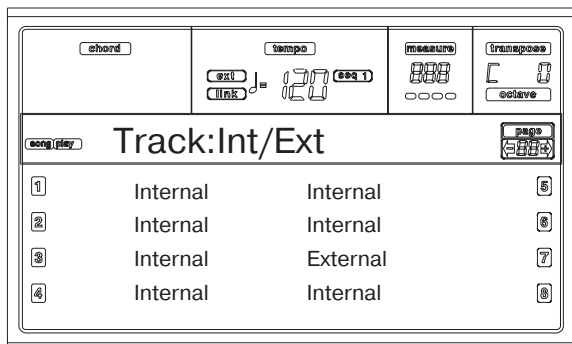 chord tempo measure transpose
ext ♩= 120 seq 1 888 C 0
link octave
song play Track:Int/Ext page
88
1 Internal Internal 5
2 Internal Internal 6
3 Internal External 7
4 Internal Internal 8